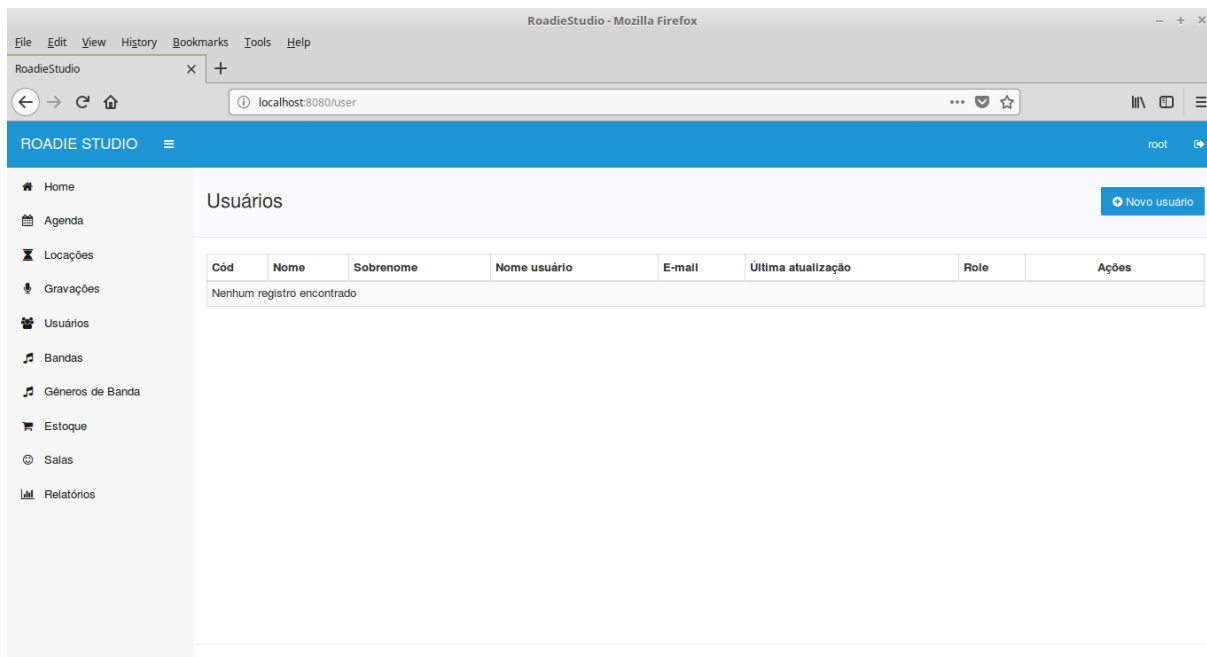 RoadieStudio - Mozilla Firefox
File Edit View History Bookmarks Tools Help
RoadieStudio
localhost:8080/user
ROADIE STUDIO
root
Home
Agenda
Locações
Gravações
Usuários
Bandas
Gêneros de Banda
Estoque
Salas
Relatórios
Usuários
Novo usuário
Cód Nome Sobrenome Nome usuário E-mail Última atualização Role Ações
Nenhum registro encontrado